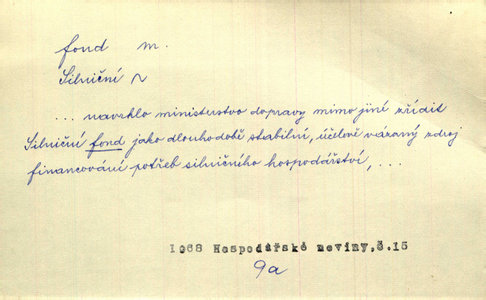 fond m.
Silniční ~
... navrhlo ministerstvo dopravy mimo jiné zřídit
Silniční fond jako dlouhodobě stabilní, účelově vázaný zdroj
financování potřeb silničního hospodářství, ...
1968 Hospodářské noviny, č.15
9a